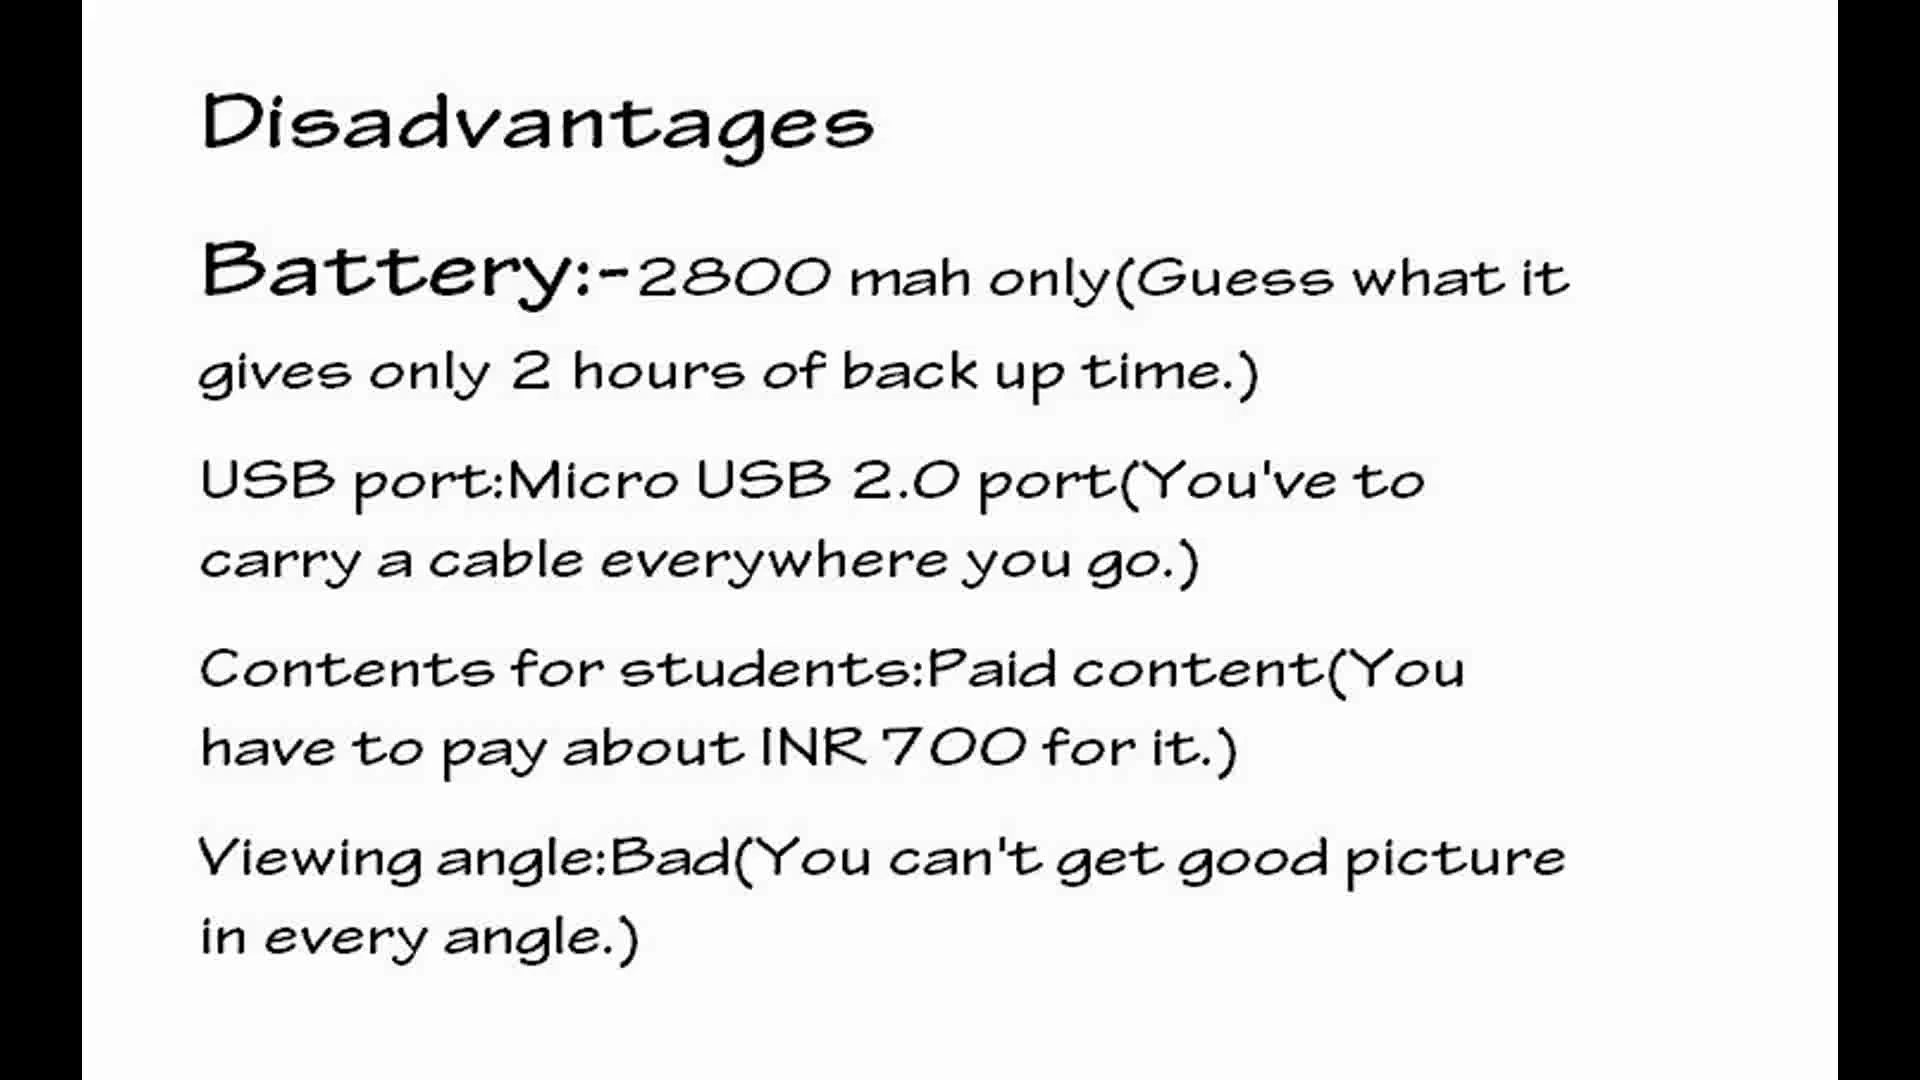 Disadvantages
Battery:-2800 mah only(Guess what it
gives only 2 hours of back up time.)
USB port:Micro USB 2.0 port(You've to
carry a cable everywhere you go.)
Contents for students:Paid content(You
have to pay about INR 700 for it.)
Viewing angle:Bad(You can't get good picture
in every angle.)